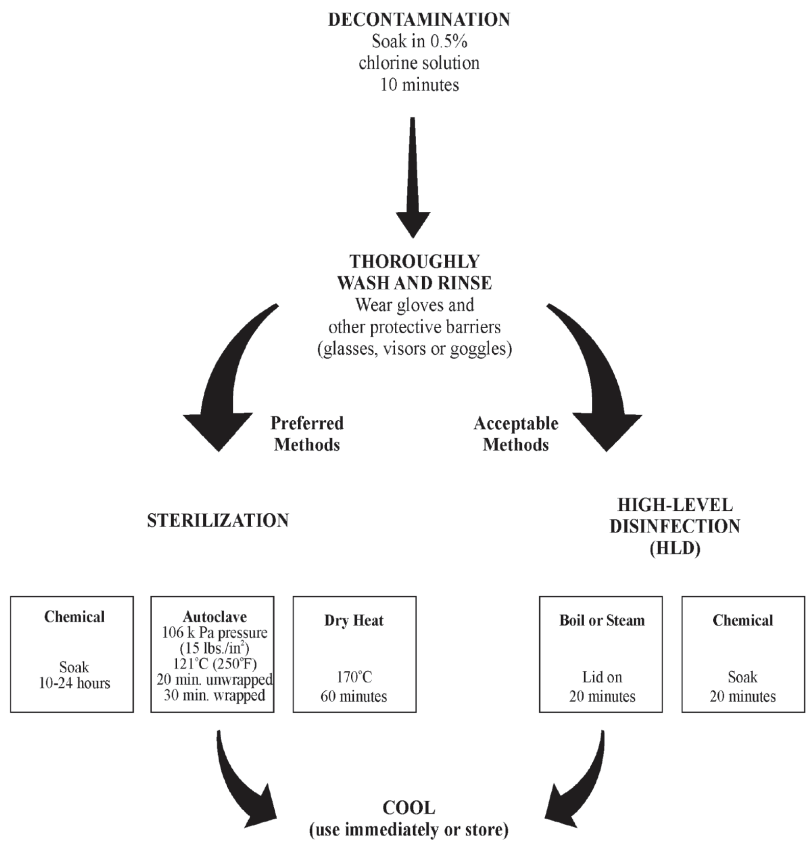 DECONTAMINATION
Soak in 0.5%
chlorine solution
10 minutes
THOROUGHLY
WASH AND RINSE
Wear gloves and
other protective barriers
(glasses, visors or goggles)
Preferred
Methods
Acceptable
Methods
STERILIZATION
HIGH-LEVEL
DISINFECTION
(HLD)
Chemical
Soak
10-24 hours
Autoclave
106 k Pa pressure
(15 lbs./in²)
121°C (250°F)
20 min. unwrapped
30 min. wrapped
Dry Heat
170°C
60 minutes
Boil or Steam
Lid on
20 minutes
Chemical
Soak
20 minutes
COOL
(use immediately or store)